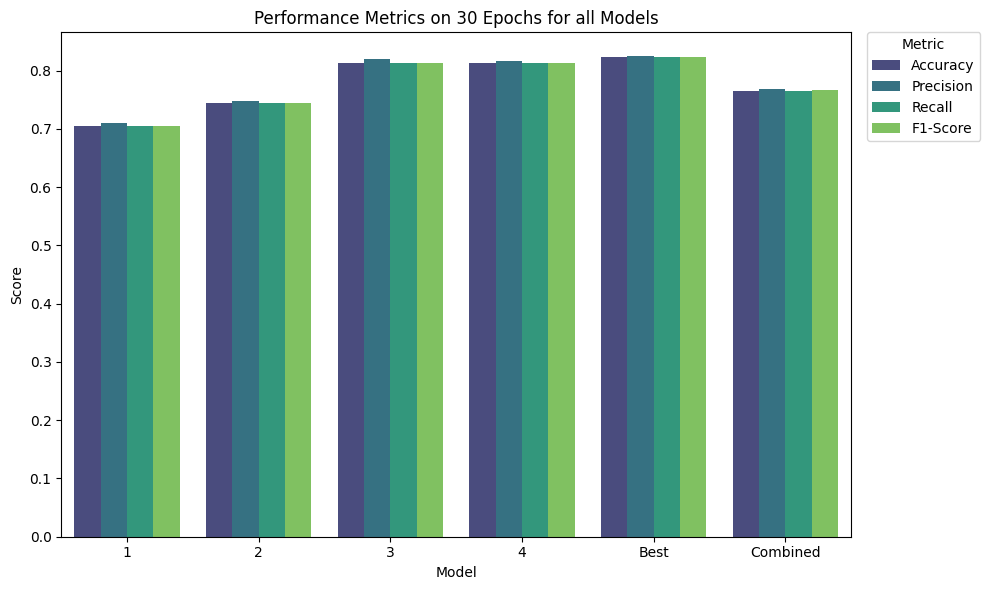 Performance Metrics on 30 Epochs for all Models
Metric
Accuracy
Precision
Recall
F1-Score
Score
0.8
0.7
0.6
0.5
0.4
0.3
0.2
0.1
0.0
1 2 3 4 Best Combined
Model